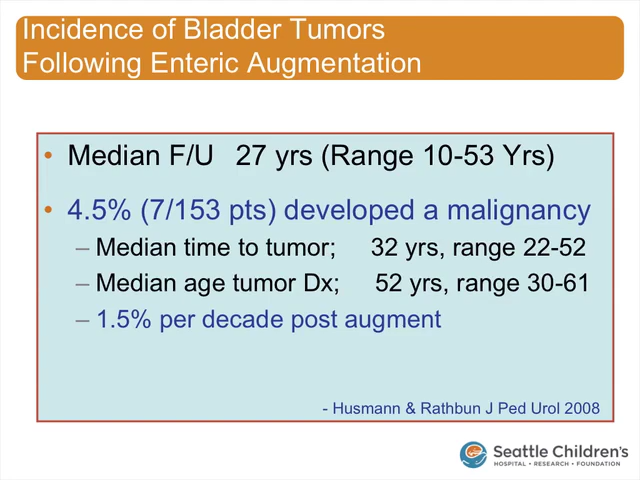 Incidence of Bladder Tumors
Following Enteric Augmentation
• Median F/U 27 yrs (Range 10-53 Yrs)
• 4.5% (7/153 pts) developed a malignancy
– Median time to tumor; 32 yrs, range 22-52
– Median age tumor Dx; 52 yrs, range 30-61
– 1.5% per decade post augment
- Husmann & Rathbun J Ped Urol 2008
Seattle Children's
HOSPITAL • RESEARCH • FOUNDATION